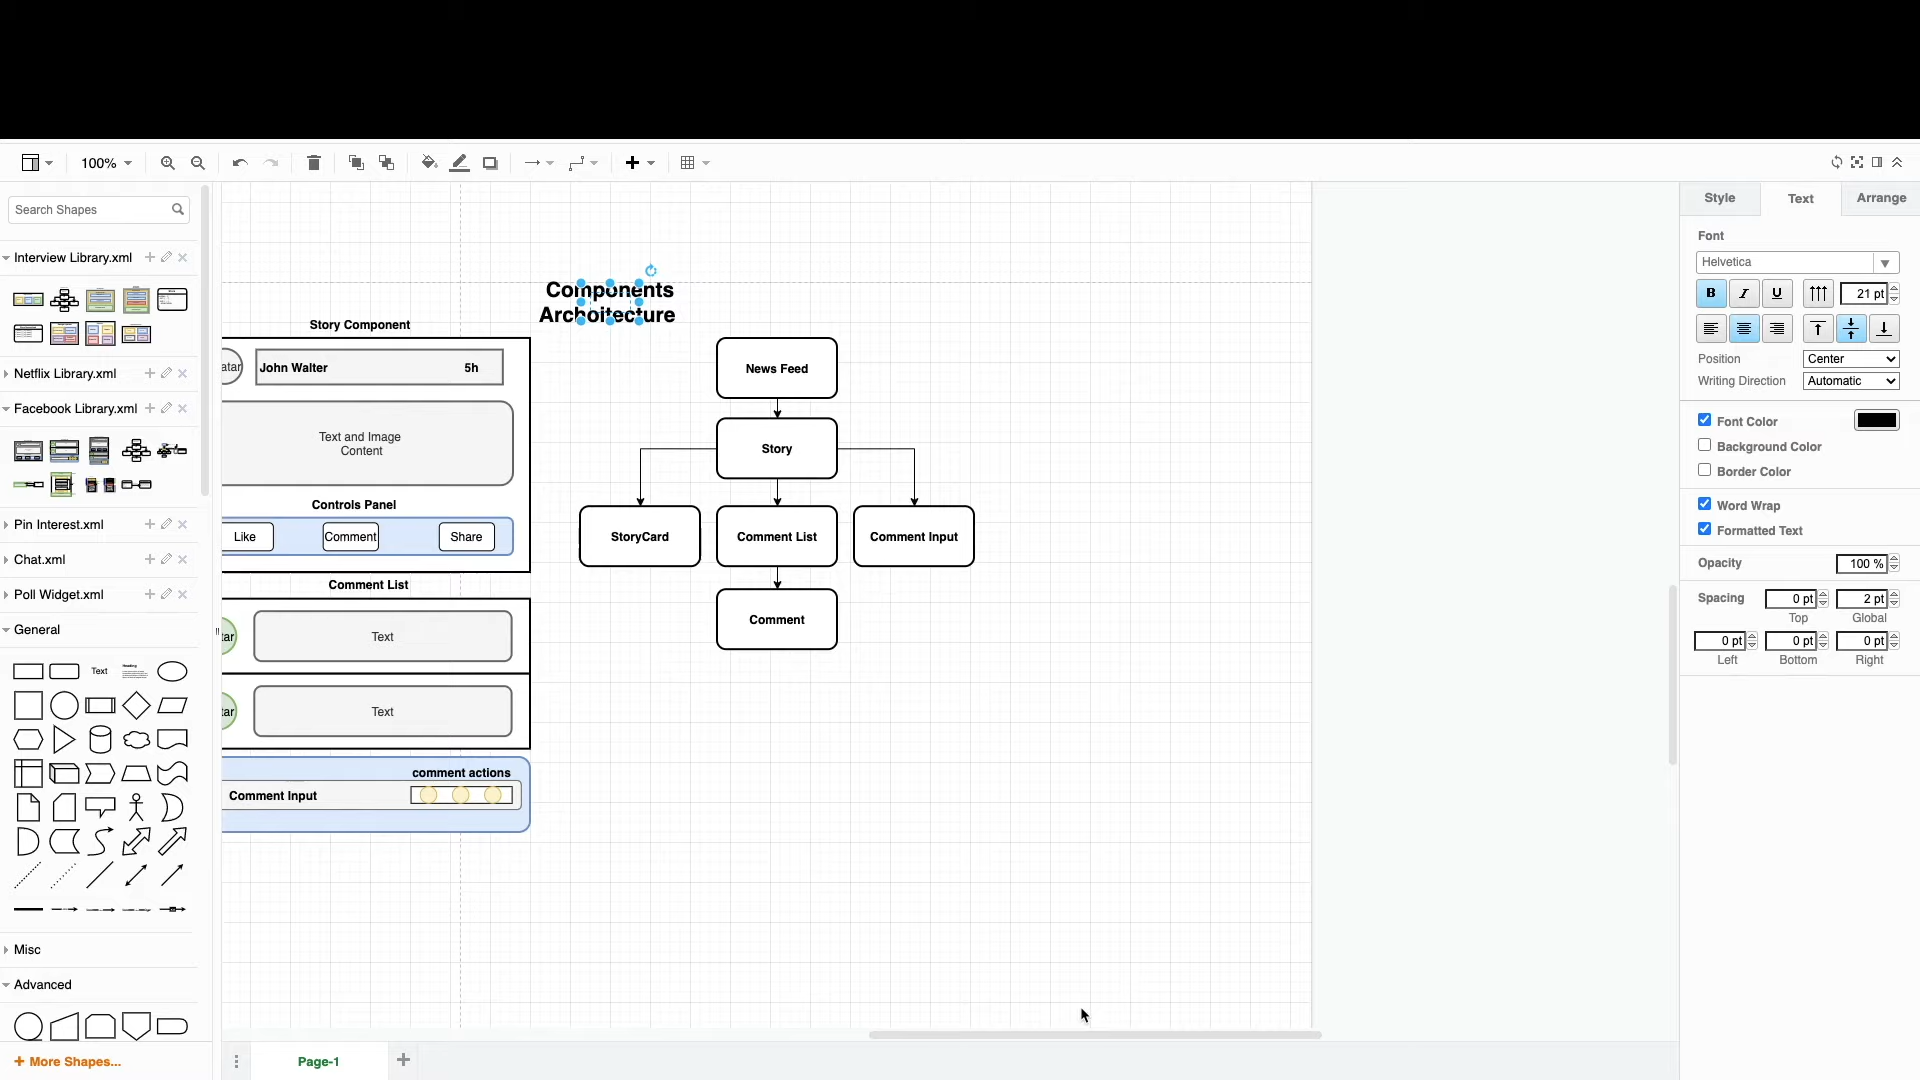 100%
Search Shapes
Interview Library.xml
Netflix Library.xml
Facebook Library.xml
Pin Interest.xml
Chat.xml
Poll Widget.xml
General
Text
Heading
Misc
Advanced
+ More Shapes...
Page-1
Story Component
atar
John Walter
5h
Text and Image
Content
Controls Panel
Like
Comment
Share
Comment List
tar
Text
tar
Text
comment actions
Comment Input
Components
Archoitecture
News Feed
Story
StoryCard
Comment List
Comment Input
Comment
Style
Text
Arrange
Font
Helvetica
B
I
U
21 pt
Position
Center
Writing Direction
Automatic
Font Color
Background Color
Border Color
Word Wrap
Formatted Text
Opacity
100 %
Spacing
0 pt
2 pt
Top
Global
0 pt
0 pt
0 pt
Left
Bottom
Right